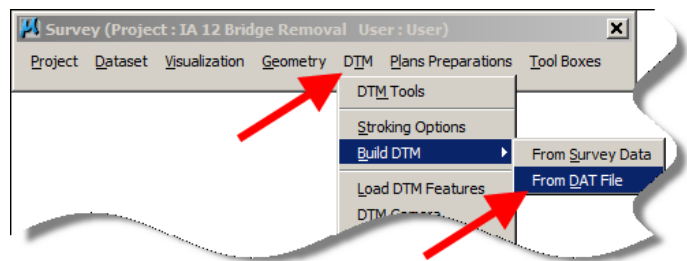 Survey (Project : IA 12 Bridge Removal User : User)
Project Dataset Visualization Geometry DTM Plans Preparations Tool Boxes
DTM Tools
Stroking Options
Build DTM
From Survey Data
From DAT File
Load DTM Features
DTM Camera